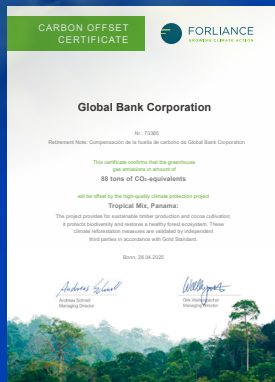 CARBON OFFSET
CERTIFICATE
FORLIANCE
GROWING CLIMATE ACTION
Global Bank Corporation
Nr.: 73365
Retirement Note: Compensación de la huella de carbono de Global Bank Corporation
This certificate confirms that the greenhouse
gas emissions in amount of
88 tons of CO₂-equivalents
will be offset by the high-quality climate protection project
Tropical Mix, Panama:
The project provides for sustainable timber production and cocoa cultivation;
it protects biodiversity and restores a healthy forest ecosystem. These
climate reforestation measures are validated by independent
third parties in accordance with Gold Standard.
Bonn, 28.04.2025
Andreas Schnall
Managing Director
Dirk Walterspacher
Managing Director